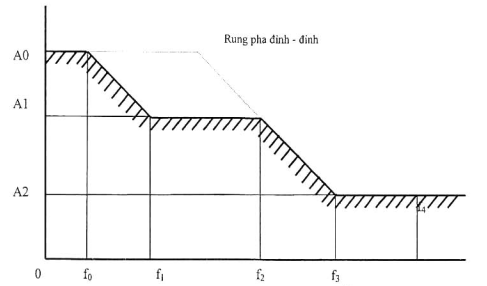 Rung pha đỉnh - đỉnh
A0
A1
A2
f4
0 f0 f1 f2 f3